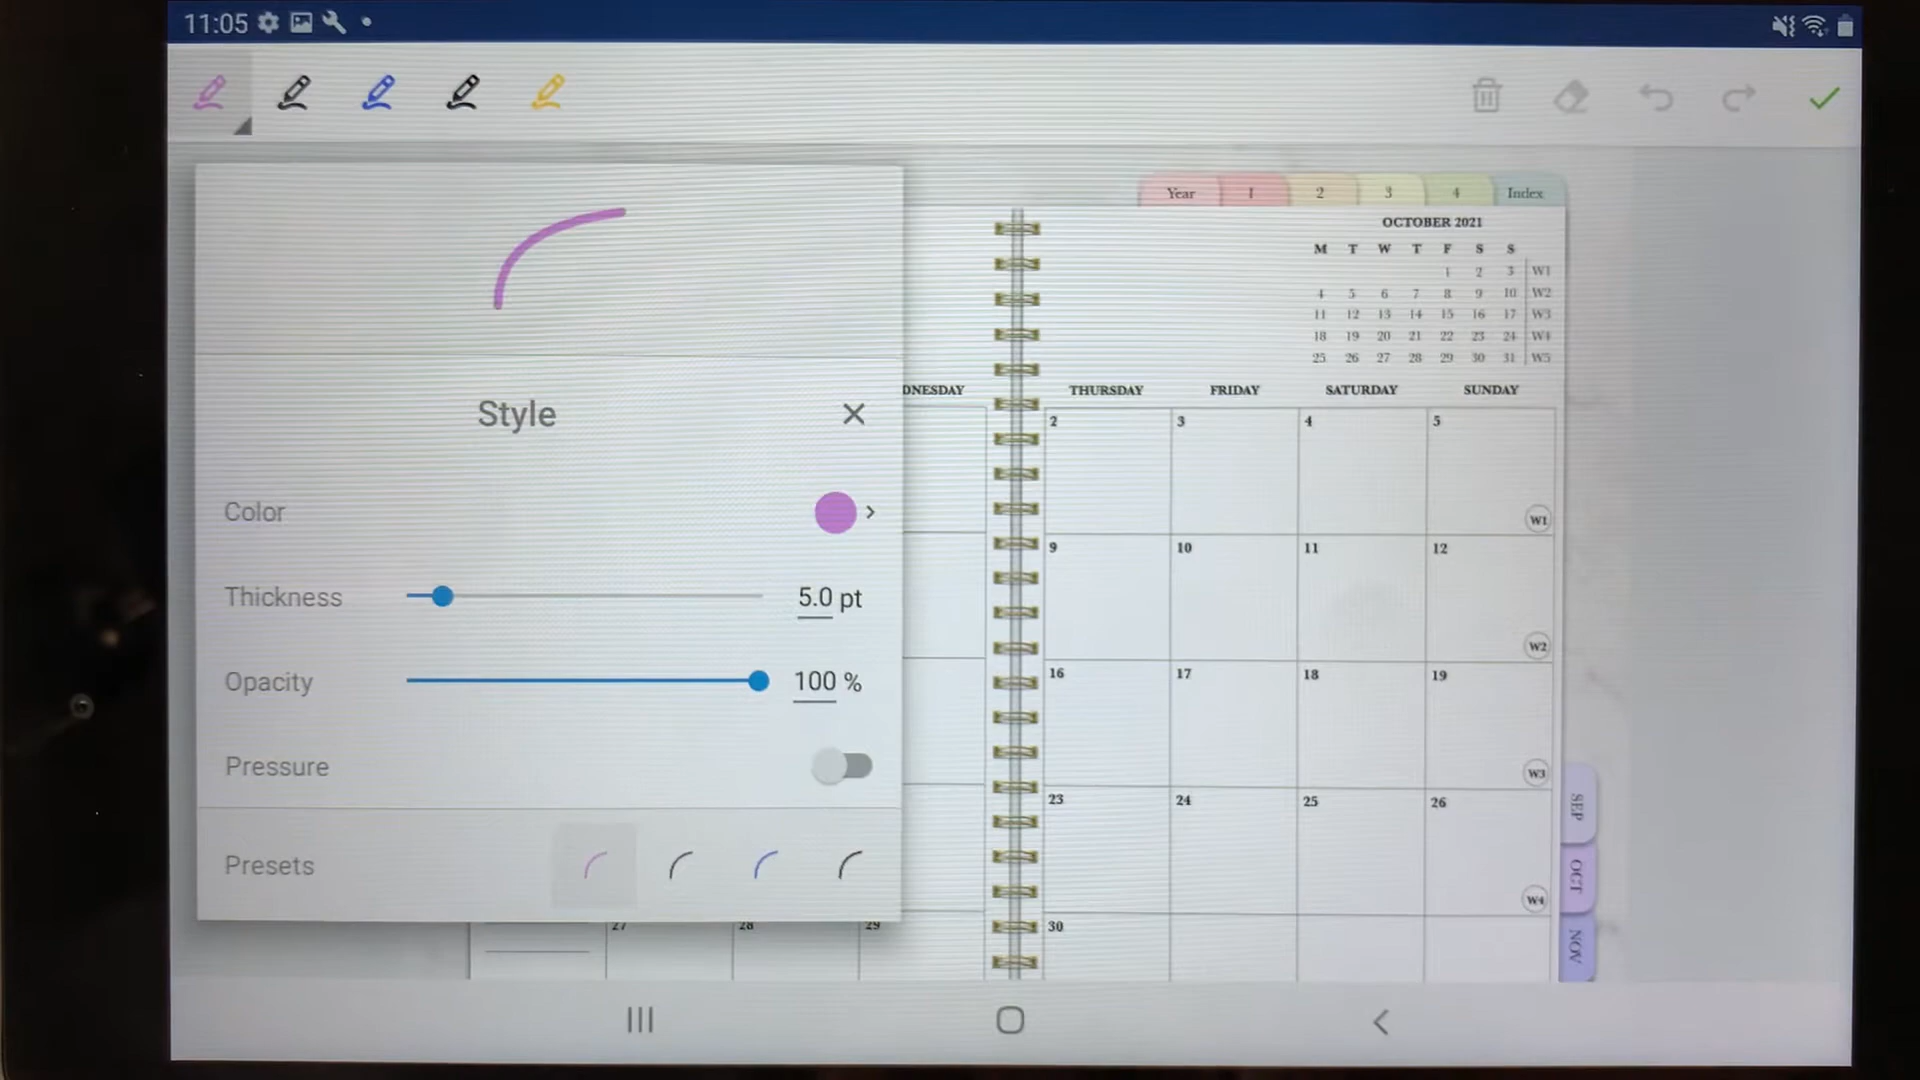 11:05
Year 1 2 3 4 Index
OCTOBER 2021
M T W T F S S
1 2 3 W1
4 5 6 7 8 9 10 W2
11 12 13 14 15 16 17 W3
18 19 20 21 22 23 24 W4
25 26 27 28 29 30 31 W5
Style
Color
Thickness 5.0 pt
Opacity 100 %
Pressure
Presets
DNESDAY THURSDAY FRIDAY SATURDAY SUNDAY
2 3 4 5
W1
9 10 11 12
W2
16 17 18 19
W3
23 24 25 26
W4
27 28 29 30
SEP
OCT
NOV